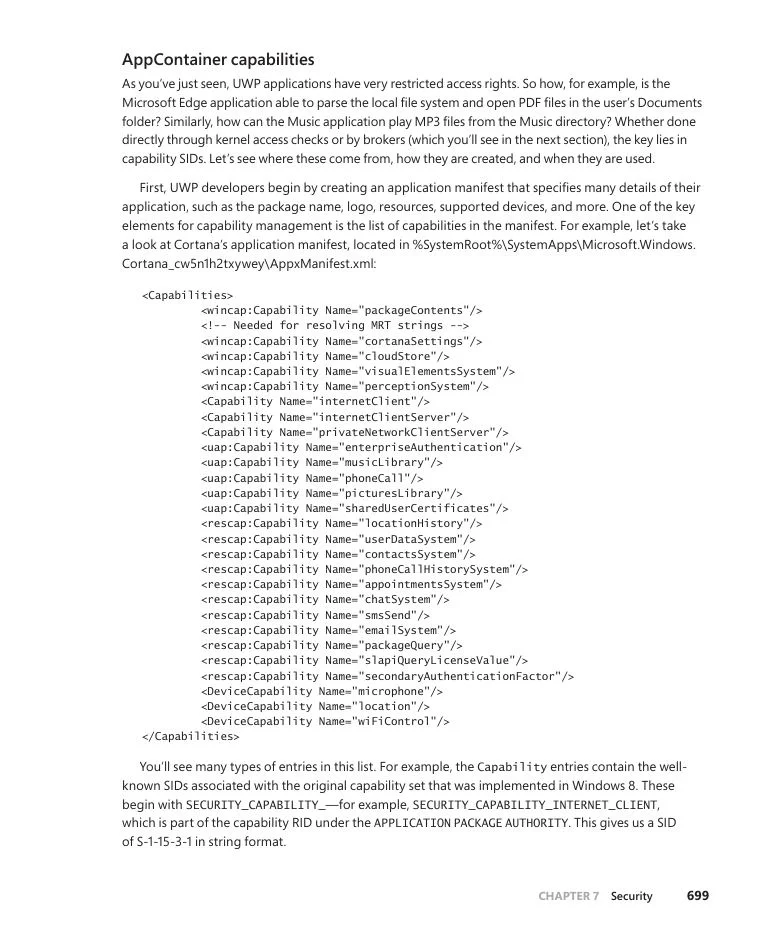 AppContainer capabilities
As you’ve just seen, UWP applications have very restricted access rights. So how, for example, is the
Microsoft Edge application able to parse the local file system and open PDF files in the user’s Documents
folder? Similarly, how can the Music application play MP3 files from the Music directory? Whether done
directly through kernel access checks or by brokers (which you’ll see in the next section), the key lies in
capability SIDs. Let’s see where these come from, how they are created, and when they are used.
First, UWP developers begin by creating an application manifest that specifies many details of their
application, such as the package name, logo, resources, supported devices, and more. One of the key
elements for capability management is the list of capabilities in the manifest. For example, let’s take
a look at Cortana’s application manifest, located in %SystemRoot%\SystemApps\Microsoft.Windows.
Cortana_cw5n1h2txywey\AppxManifest.xml:
<Capabilities>
<wincap:Capability Name="packageContents"/>
<!-- Needed for resolving MRT strings -->
<wincap:Capability Name="cortanaSettings"/>
<wincap:Capability Name="cloudStore"/>
<wincap:Capability Name="visualElementsSystem"/>
<wincap:Capability Name="perceptionSystem"/>
<Capability Name="internetClient"/>
<Capability Name="internetClientServer"/>
<Capability Name="privateNetworkClientServer"/>
<uap:Capability Name="enterpriseAuthentication"/>
<uap:Capability Name="musicLibrary"/>
<uap:Capability Name="phoneCall"/>
<uap:Capability Name="picturesLibrary"/>
<uap:Capability Name="sharedUserCertificates"/>
<rescap:Capability Name="locationHistory"/>
<rescap:Capability Name="userDataSystem"/>
<rescap:Capability Name="contactsSystem"/>
<rescap:Capability Name="phoneCallHistorySystem"/>
<rescap:Capability Name="appointmentsSystem"/>
<rescap:Capability Name="chatSystem"/>
<rescap:Capability Name="smsSend"/>
<rescap:Capability Name="emailSystem"/>
<rescap:Capability Name="packageQuery"/>
<rescap:Capability Name="slapiQueryLicenseValue"/>
<rescap:Capability Name="secondaryAuthenticationFactor"/>
<DeviceCapability Name="microphone"/>
<DeviceCapability Name="location"/>
<DeviceCapability Name="wiFiControl"/>
</Capabilities>
You’ll see many types of entries in this list. For example, the Capability entries contain the well-
known SIDs associated with the original capability set that was implemented in Windows 8. These
begin with SECURITY_CAPABILITY_—for example, SECURITY_CAPABILITY_INTERNET_CLIENT,
which is part of the capability RID under the APPLICATION PACKAGE AUTHORITY. This gives us a SID
of S-1-15-3-1 in string format.
CHAPTER 7 Security 699